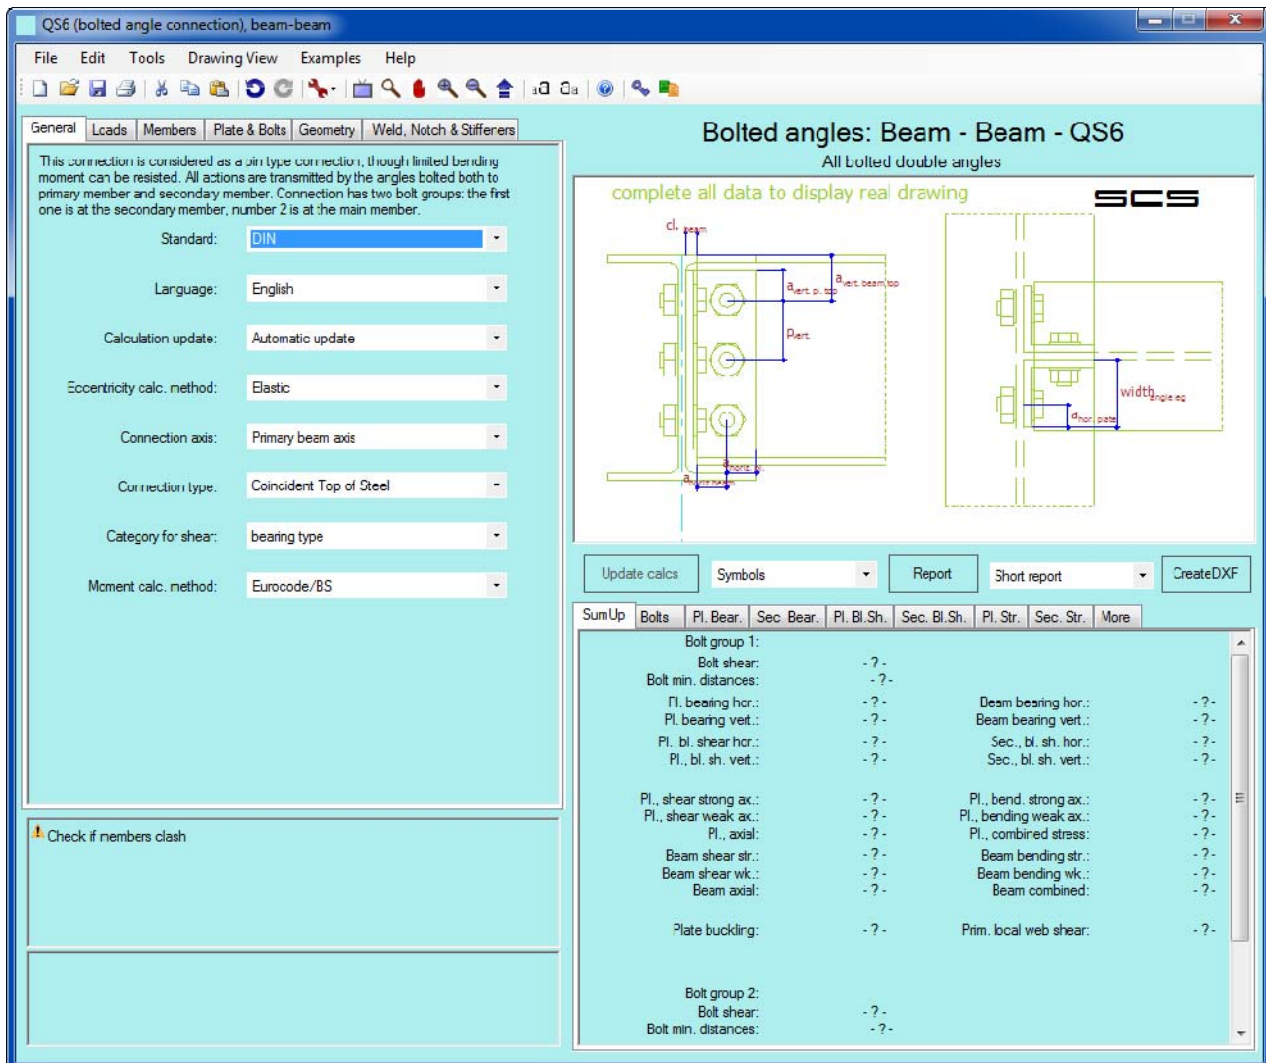 QS6 (bolted angle connection), beam-beam
File Edit Tools Drawing View Examples Help
General Loads Members Plate & Bolts Geometry Weld, Notch & Stiffeners
This connection is considered as a pin type connection, though limited bending
moment can be resisted. All actions are transmitted by the angles bolted both to
primary member and secondary member. Connection has two bolt groups: the first
one is at the secondary member, number 2 is at the main member.
Standard: DIN
Language: English
Calculation update: Automatic update
Eccentricity calc. method: Elastic
Connection axis: Primary beam axis
Connection type: Coincident Top of Steel
Category for shear: bearing type
Moment calc. method: Eurocode/BS
Check if members clash
Bolted angles: Beam - Beam - QS6
All bolted double angles
complete all data to display real drawing
SCS
cl. beam
a vert. p. top
a vert. beam top
p vert.
a horiz. pl.
width angle leg
d hor. plate
Update calcs Symbols Report Short report CreateDXF
SumUp Bolts Pl. Bear. Sec. Bear. Pl. Bl.Sh. Sec. Bl.Sh. Pl. Str. Sec. Str. More
Bolt group 1:
Bolt shear: - ? -
Bolt min. distances: - ? -
Pl. bearing hor.: - ? - Beam bearing hor.: - ? -
Pl. bearing vert.: - ? - Beam bearing vert.: - ? -
Pl. bl. shear hor.: - ? - Sec., bl. sh. hor.: - ? -
Pl., bl. sh. vert.: - ? - Sec., bl. sh. vert.: - ? -
Pl., shear strong ax.: - ? - Pl., bend. strong ax.: - ? -
Pl., shear weak ax.: - ? - Pl., bending weak ax.: - ? -
Pl., axial: - ? - Pl., combined stress: - ? -
Beam shear str.: - ? - Beam bending str.: - ? -
Beam shear wk.: - ? - Beam bending wk.: - ? -
Beam axial: - ? - Beam combined: - ? -
Plate buckling: - ? - Prim. local web shear: - ? -
Bolt group 2:
Bolt shear: - ? -
Bolt min. distances: - ? -